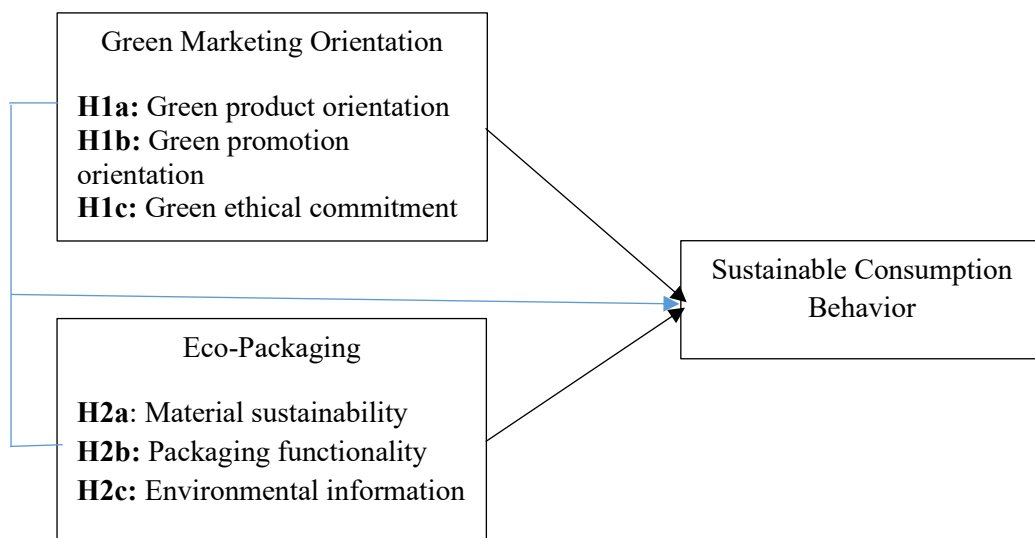 Green Marketing Orientation
H1a: Green product orientation
H1b: Green promotion
orientation
H1c: Green ethical commitment
Sustainable Consumption
Behavior
Eco-Packaging
H2a: Material sustainability
H2b: Packaging functionality
H2c: Environmental information